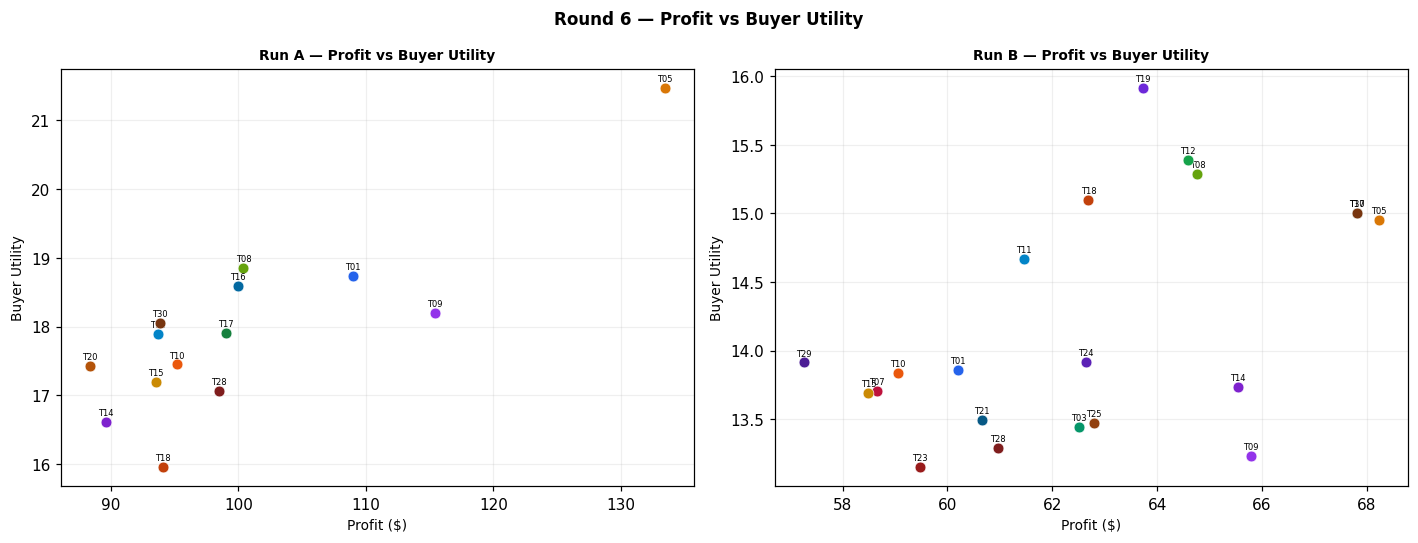 Round 6 — Profit vs Buyer Utility
Run A — Profit vs Buyer Utility
Buyer Utility
21
20
19
18
17
16
T05
T08
T16
T01
T09
T30
T17
T20
T10
T15
T28
T14
T18
90
100
110
120
130
Profit ($)
Run B — Profit vs Buyer Utility
Buyer Utility
16.0
15.5
15.0
14.5
14.0
13.5
T19
T12
T08
T18
T05
T11
T29
T24
T01
T10
T07
T14
T21
T03
T25
T28
T09
T23
58
60
62
64
66
68
Profit ($)